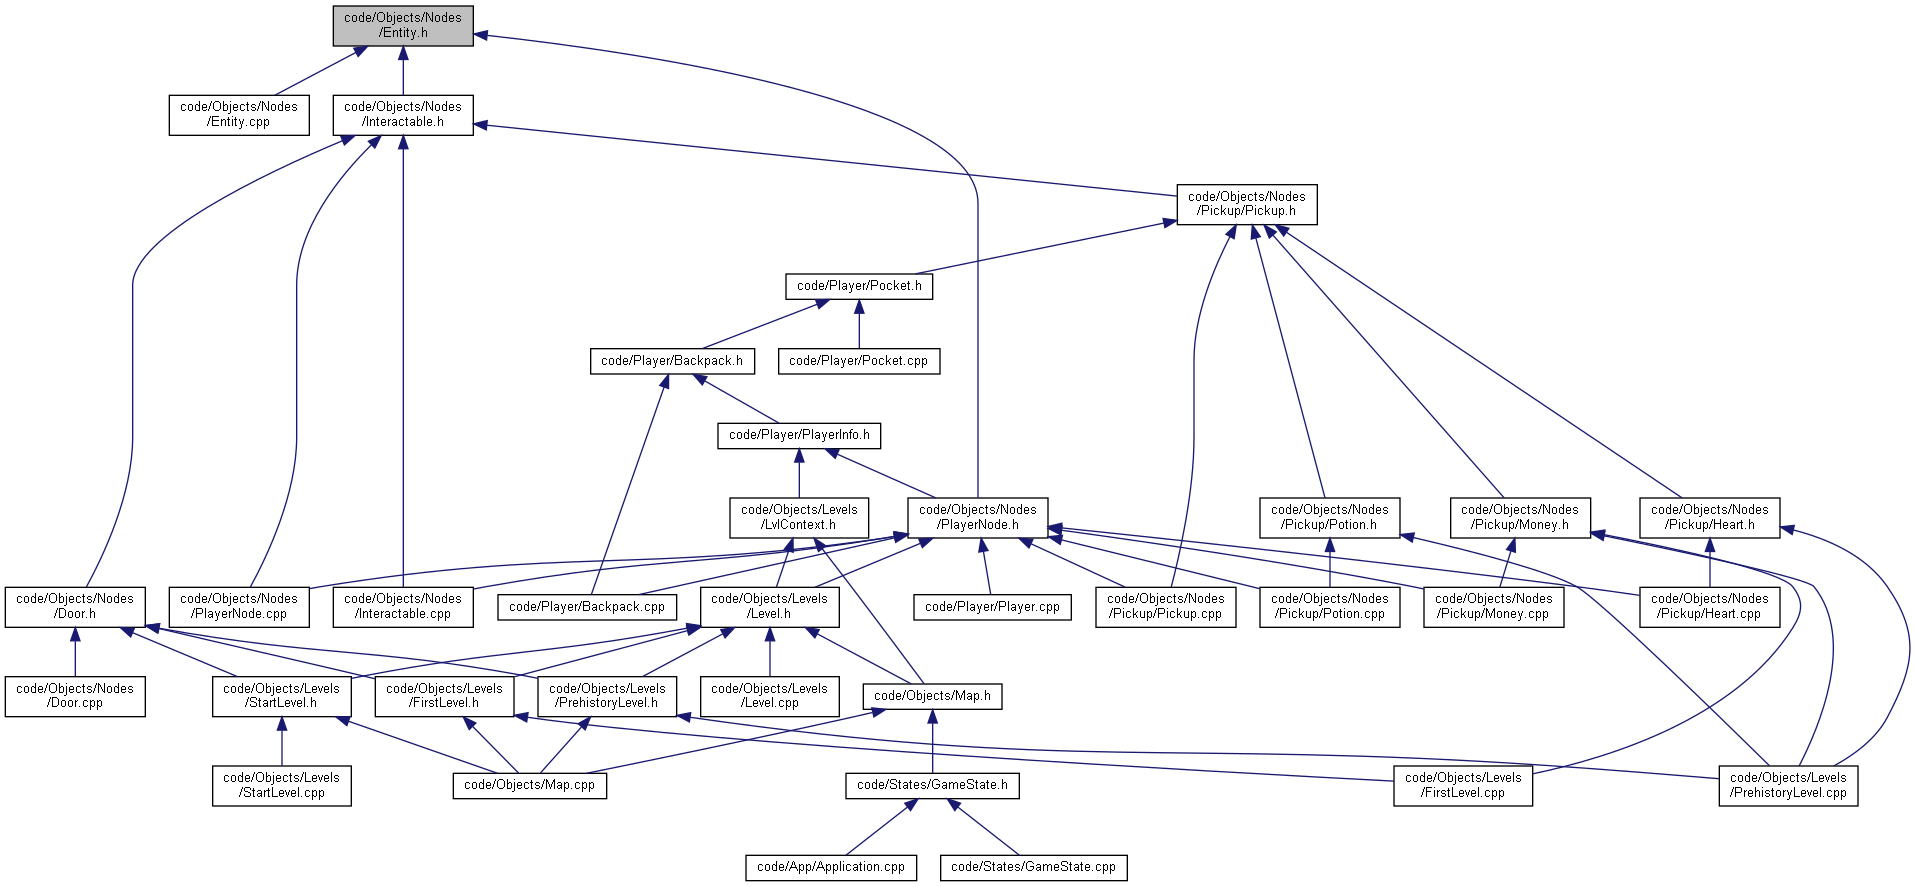 code/Objects/Nodes
/Entity.h
code/Objects/Nodes
/Entity.cpp
code/Objects/Nodes
/Interactable.h
code/Objects/Nodes
/Pickup/Pickup.h
code/Player/Pocket.h
code/Player/Backpack.h
code/Player/Pocket.cpp
code/Player/PlayerInfo.h
code/Objects/Levels
/LvlContext.h
code/Objects/Nodes
/PlayerNode.h
code/Objects/Nodes
/Pickup/Potion.h
code/Objects/Nodes
/Pickup/Money.h
code/Objects/Nodes
/Pickup/Heart.h
code/Objects/Nodes
/Door.h
code/Objects/Nodes
/PlayerNode.cpp
code/Objects/Nodes
/Interactable.cpp
code/Player/Backpack.cpp
code/Objects/Levels
/Level.h
code/Player/Player.cpp
code/Objects/Nodes
/Pickup/Pickup.cpp
code/Objects/Nodes
/Pickup/Potion.cpp
code/Objects/Nodes
/Pickup/Money.cpp
code/Objects/Nodes
/Pickup/Heart.cpp
code/Objects/Nodes
/Door.cpp
code/Objects/Levels
/StartLevel.h
code/Objects/Levels
/FirstLevel.h
code/Objects/Levels
/PrehistoryLevel.h
code/Objects/Levels
/Level.cpp
code/Objects/Map.h
code/Objects/Levels
/StartLevel.cpp
code/Objects/Map.cpp
code/States/GameState.h
code/Objects/Levels
/FirstLevel.cpp
code/Objects/Levels
/PrehistoryLevel.cpp
code/App/Application.cpp
code/States/GameState.cpp